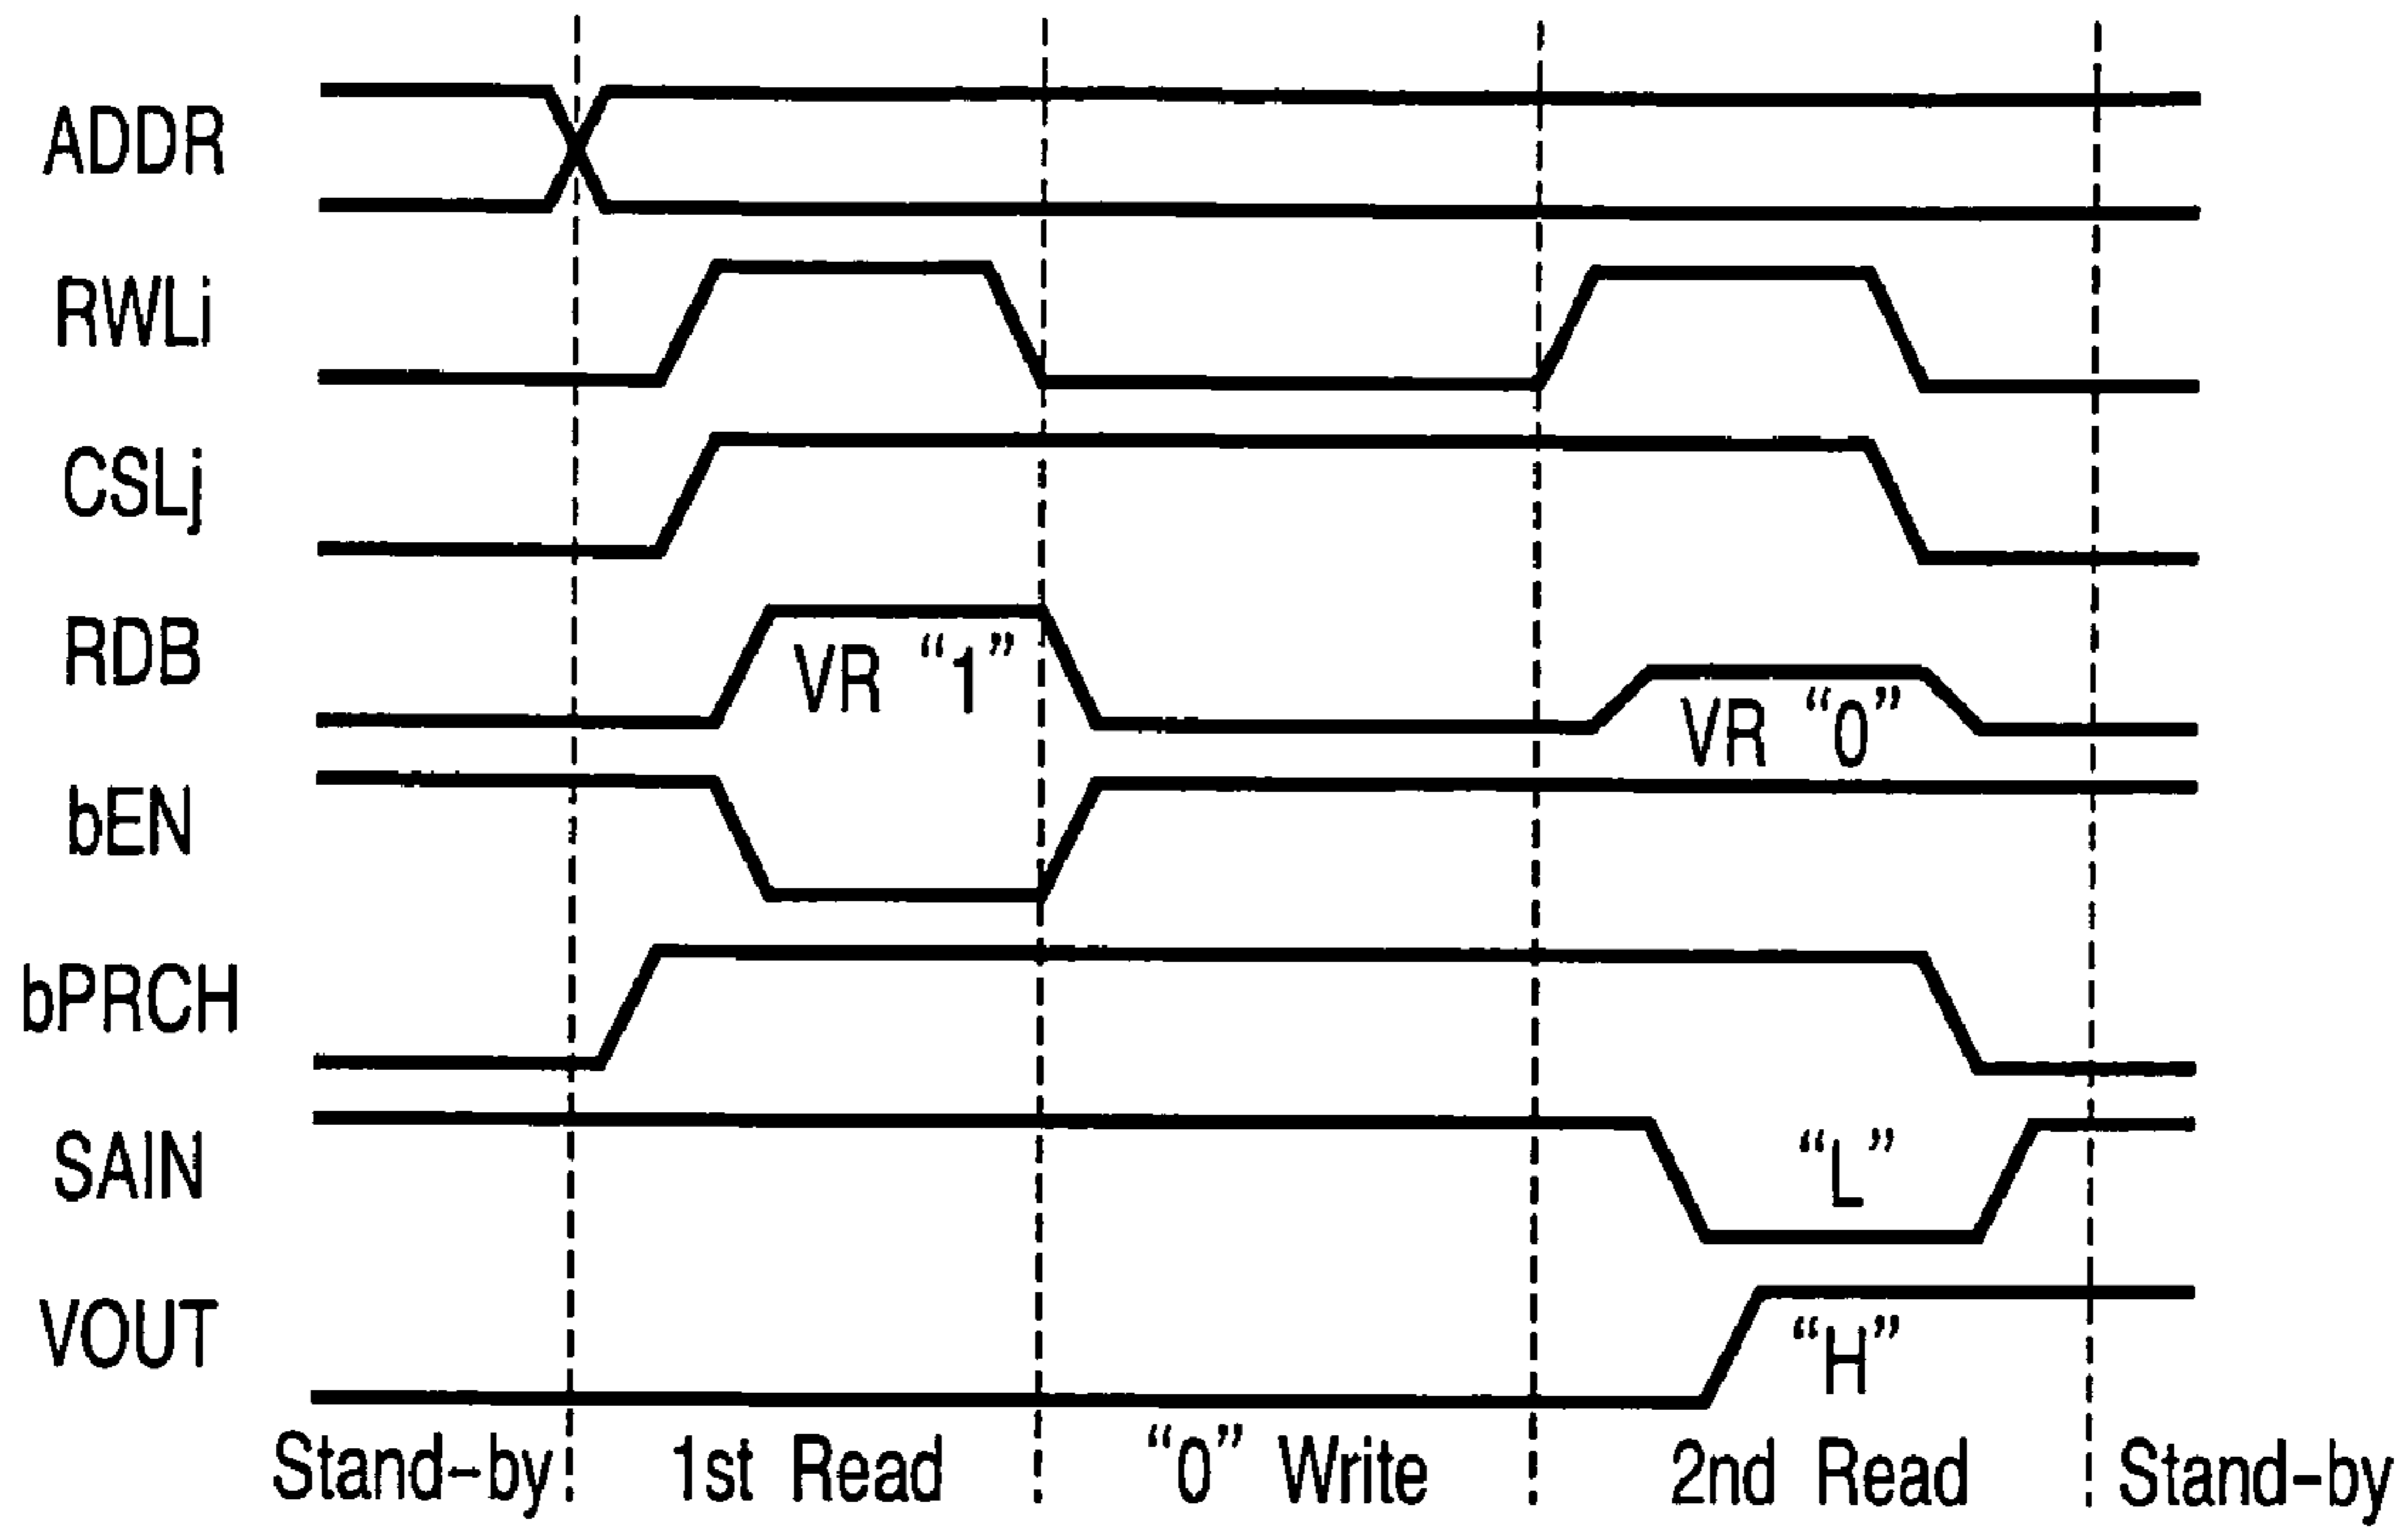 ADDR
RWLi
CSLj
RDB
VR “1”
VR “0”
bEN
bPRCH
SAIN
“L”
VOUT
“H”
Stand-by
1st Read
“0” Write
2nd Read
Stand-by